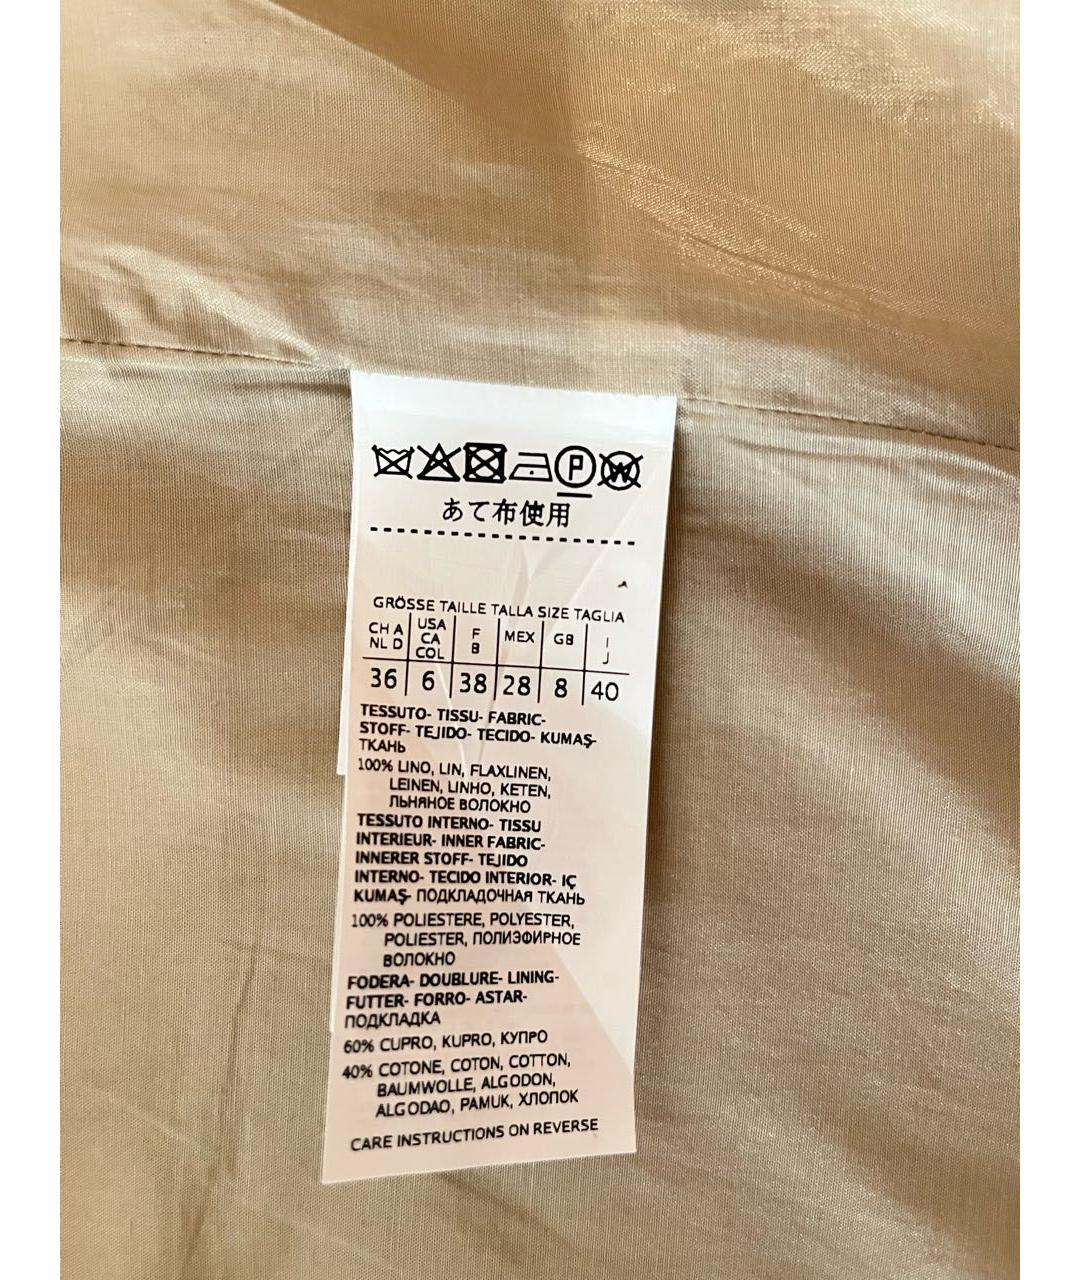 P W
あて布使用
GRÖSSE TAILLE TALLA SIZE TAGLIA
CH A NL D USA CA COL F B MEX GB I J
36 6 38 28 8 40
TESSUTO- TISSU- FABRIC-
STOFF- TEJIDO- TECIDO- KUMAŞ-
ТКАНЬ
100% LINO, LIN, FLAXLINEN,
LEINEN, LINHO, KETEN,
ЛЬНЯНОЕ ВОЛОКНО
TESSUTO INTERNO- TISSU
INTERIEUR- INNER FABRIC-
INNERER STOFF- TEJIDO
INTERNO- TECIDO INTERIOR- IÇ
KUMAŞ- ПОДКЛАДОЧНАЯ ТКАНЬ
100% POLIESTERE, POLYESTER,
POLIESTER, ПОЛИЭФИРНОЕ
ВОЛОКНО
FODERA- DOUBLURE- LINING-
FUTTER- FORRO- ASTAR-
ПОДКЛАДКА
60% CUPRO, KUPRO, КУПРО
40% COTONE, COTON, COTTON,
BAUMWOLLE, ALGODON,
ALGODAO, PAMUK, ХЛОПОК
CARE INSTRUCTIONS ON REVERSE